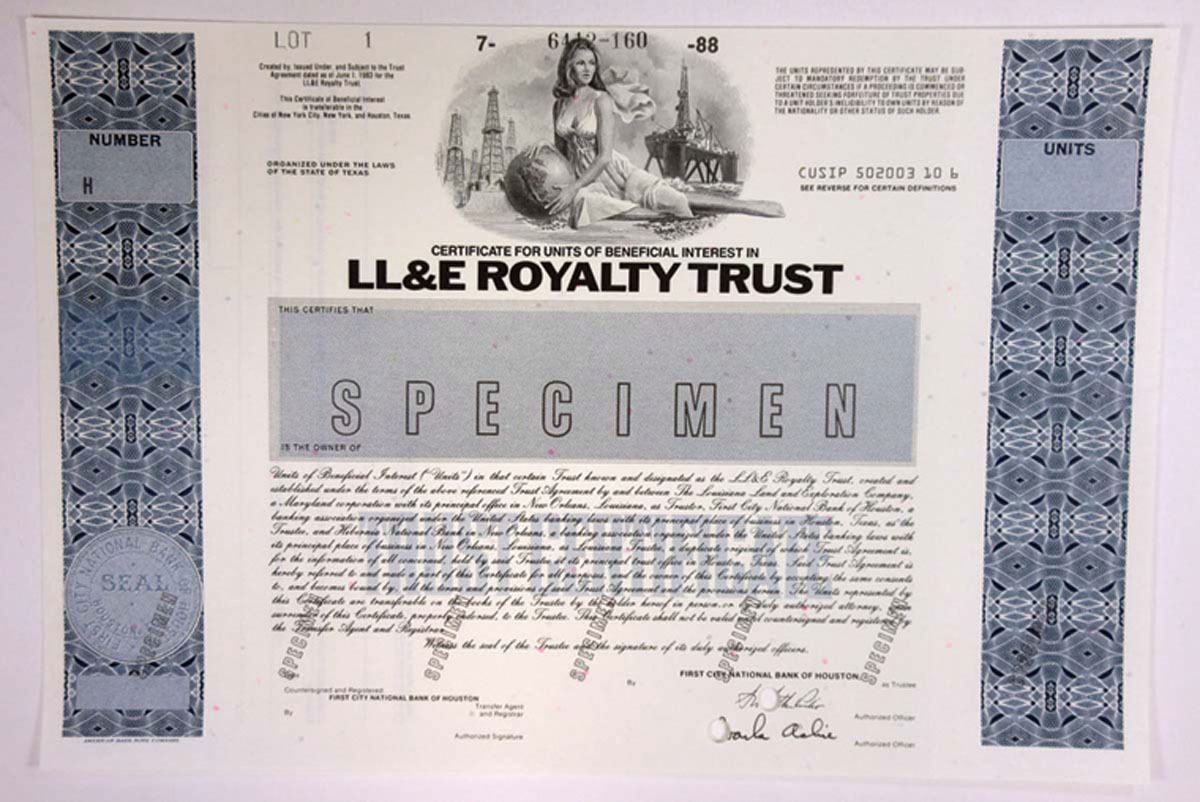 LOT 1
7- 6412-160 -88
Created by, Issued Under, and Subject to the Trust
Agreement dated as of June 1, 1983 for the
LL&E Royalty Trust.
This Certificate of Beneficial Interest
is transferable in the
Cities of New York City, New York, and Houston, Texas.
THE UNITS REPRESENTED BY THIS CERTIFICATE MAY BE SUB-
JECT TO MANDATORY REDEMPTION BY THE TRUST UNDER
CERTAIN CIRCUMSTANCES IF A PROCEEDING IS COMMENCED OR
THREATENED SEEKING FORFEITURE OF TRUST PROPERTIES DUE
TO A UNIT HOLDER'S INELIGIBILITY TO OWN UNITS BY REASON OF
THE NATIONALITY OR OTHER STATUS OF SUCH HOLDER.
NUMBER
H
UNITS
ORGANIZED UNDER THE LAWS
OF THE STATE OF TEXAS
CUSIP 502003 10 6
SEE REVERSE FOR CERTAIN DEFINITIONS
CERTIFICATE FOR UNITS OF BENEFICIAL INTEREST IN
LL&E ROYALTY TRUST
THIS CERTIFIES THAT
SPECIMEN
IS THE OWNER OF
Units of Beneficial Interest ("Units") in that certain Trust known and designated as the LL&E Royalty Trust, created and
established under the terms of the above referenced Trust Agreement by and between The Louisiana Land and Exploration Company,
a Maryland corporation with its principal office in New Orleans, Louisiana, as Trustor, First City National Bank of Houston, a
banking association organized under the United States banking laws with its principal place of business in Houston, Texas, as the
Trustee, and Hibernia National Bank in New Orleans, a banking association organized under the United States banking laws with
its principal place of business in New Orleans, Louisiana, as Louisiana Trustee, a duplicate original of which Trust Agreement is,
for the information of all concerned, held by said Trustee at its principal trust office in Houston, Texas. Said Trust Agreement is
hereby referred to and made a part of this Certificate for all purposes, and the owner of this Certificate by accepting the same consents
to, and becomes bound by, all the terms and provisions of said Trust Agreement and the provisions hereof. The Units represented by
this Certificate are transferable on the books of the Trustee by the holder hereof in person, or by duly authorized attorney, upon
surrender of this Certificate, properly endorsed, to the Trustee. This Certificate shall not be valid until countersigned and registered by
the Transfer Agent and Registrar.
Witness the seal of the Trustee and the signature of its duly authorized officers.
SEAL
SPECIMEN
SPECIMEN
SPECIMEN
SPECIMEN
SPECIMEN
SPECIMEN
SPECIMEN
Countersigned and Registered:
FIRST CITY NATIONAL BANK OF HOUSTON
Transfer Agent
and Registrar
By
Authorized Signature
By
FIRST CITY NATIONAL BANK OF HOUSTON,
as Trustee
Authorized Officer
Authorized Officer
AMERICAN BANK NOTE COMPANY